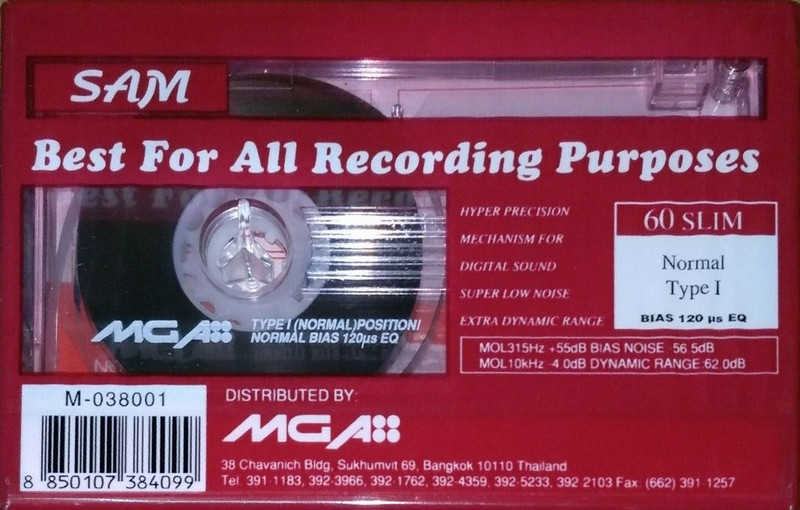 SAM
Best For All Recording Purposes
HYPER PRECISION
MECHANISM FOR
DIGITAL SOUND
SUPER LOW NOISE
EXTRA DYNAMIC RANGE
60 SLIM
Normal
Type I
BIAS 120 µs EQ
MGA
TYPE I (NORMAL) POSITION/
NORMAL BIAS 120µs EQ
MOL315Hz +55dB BIAS NOISE -56 5dB
MOL10kHz -4 0dB DYNAMIC RANGE:62.0dB
M-038001
8 850107 384099
DISTRIBUTED BY:
MGA
38 Chavanich Bldg, Sukhumvit 69, Bangkok 10110 Thailand
Tel. 391-1183, 392-3966, 392-1762, 392-4359, 392-5233, 392 2103 Fax: (662) 391-1257